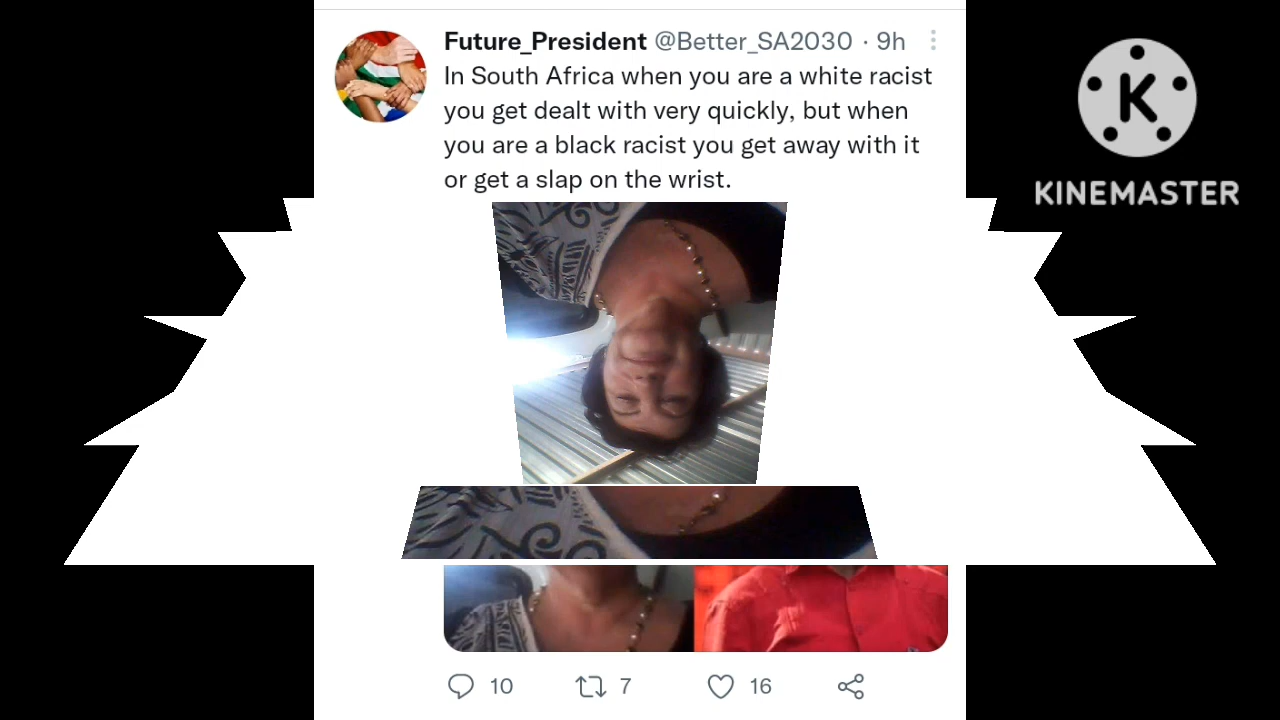 Future_President @Better_SA2030 · 9h
In South Africa when you are a white racist
you get dealt with very quickly, but when
you are a black racist you get away with it
or get a slap on the wrist.
K
KINEMASTER
10 7 16